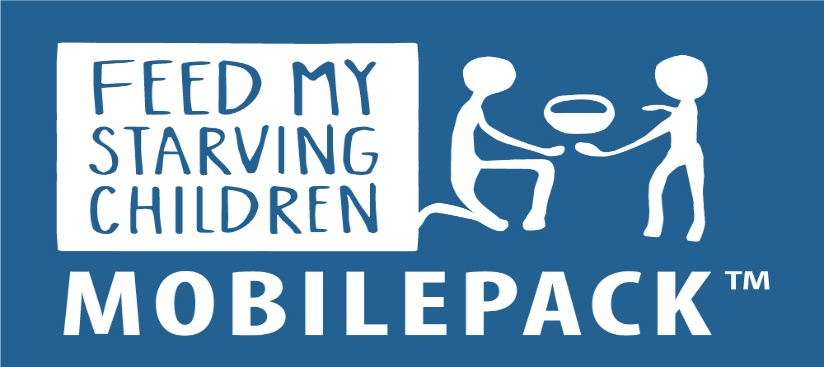 FEED MY
STARVING
CHILDREN
MOBILEPACK™